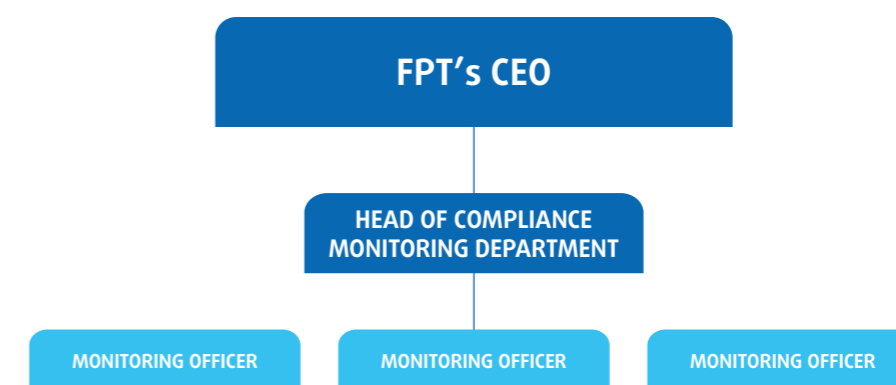 FPT's CEO
HEAD OF COMPLIANCE
MONITORING DEPARTMENT
MONITORING OFFICER
MONITORING OFFICER
MONITORING OFFICER